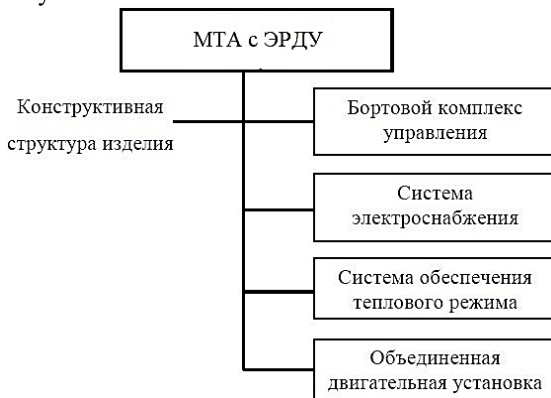 МТА с ЭРДУ
Конструктивная
структура изделия
Бортовой комплекс
управления
Система
электроснабжения
Система обеспечения
теплового режима
Объединенная
двигательная установка